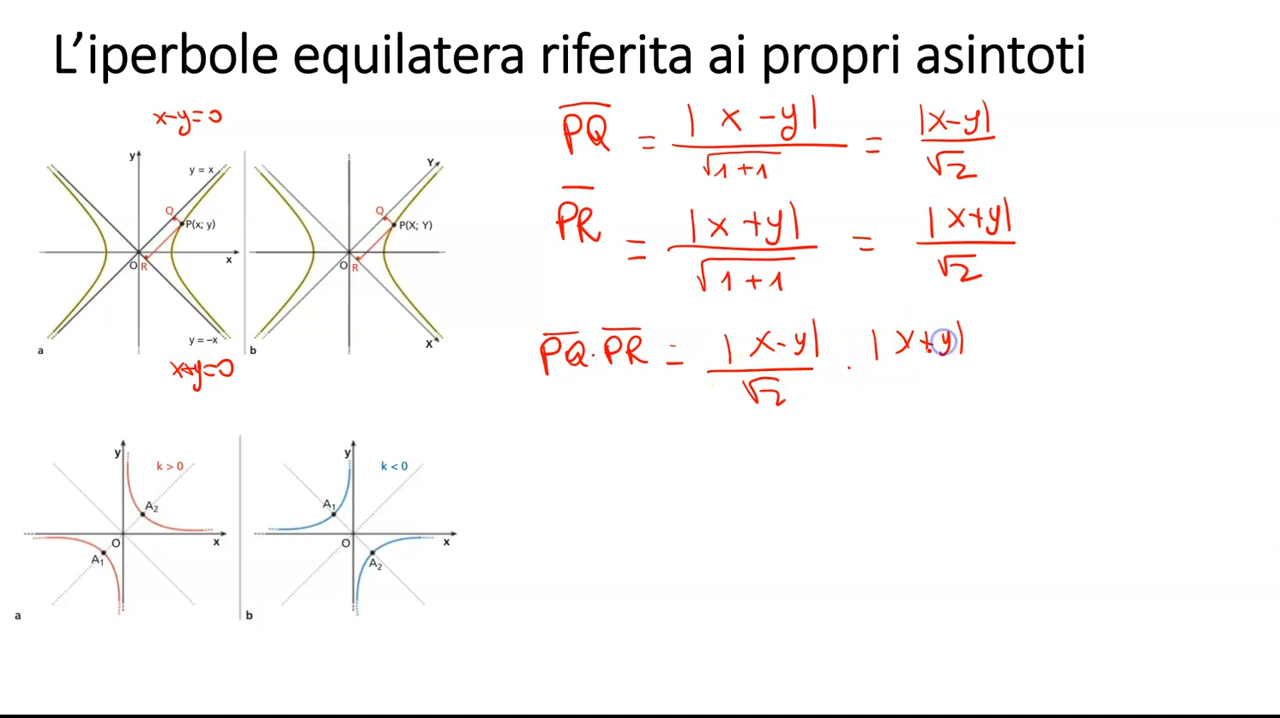 L'iperbole equilatera riferita ai propri asintoti
x-y=0
PQ = |x-y| / √1+1 = |x-y| / √2
PR = |x+y| / √1+1 = |x+y| / √2
PQ · PR = |x-y| / √2 · |x+y|
y
y = x
Q
P(x; y)
O
R
x
y = -x
a
x+y=0
Y
Q
P(X; Y)
O
R
X
b
y
k > 0
A2
O
x
A1
a
y
k < 0
A1
O
x
A2
b